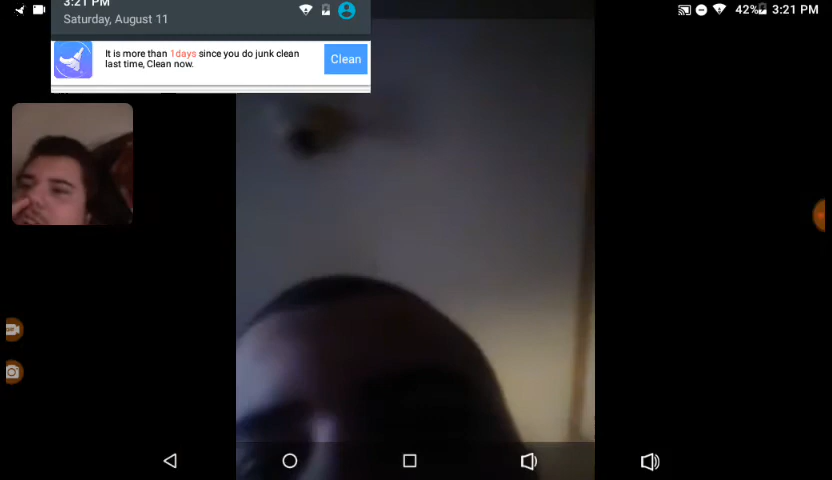 3:21 PM
Saturday, August 11
42% 3:21 PM
It is more than 1days since you do junk clean
last time, Clean now.
Clean